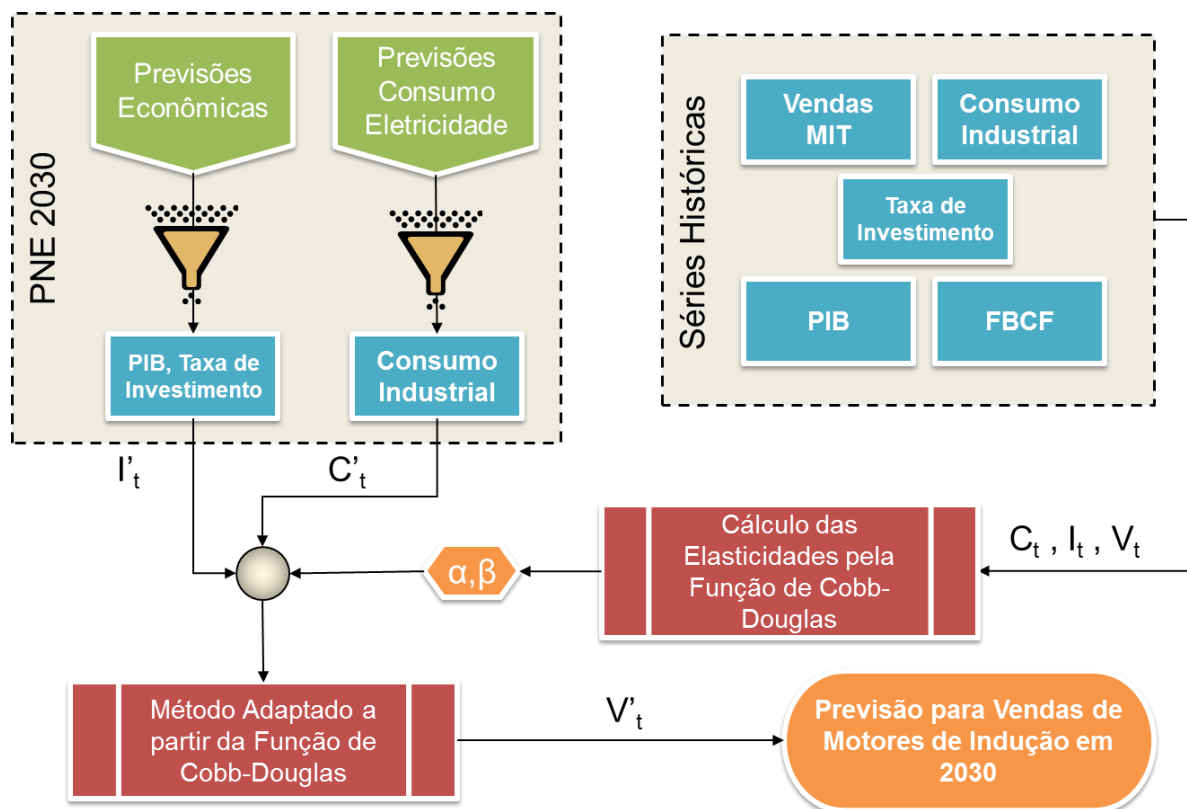 PNE 2030
Previsões
Econômicas
Previsões
Consumo
Eletricidade
PIB, Taxa de
Investimento
Consumo
Industrial
Séries Históricas
Vendas
MIT
Consumo
Industrial
Taxa de
Investimento
PIB
FBCF
I’t
C’t
α,β
Cálculo das
Elasticidades pela
Função de Cobb-
Douglas
Ct , It , Vt
Método Adaptado a
partir da Função de
Cobb-Douglas
V’t
Previsão para Vendas de
Motores de Indução em
2030